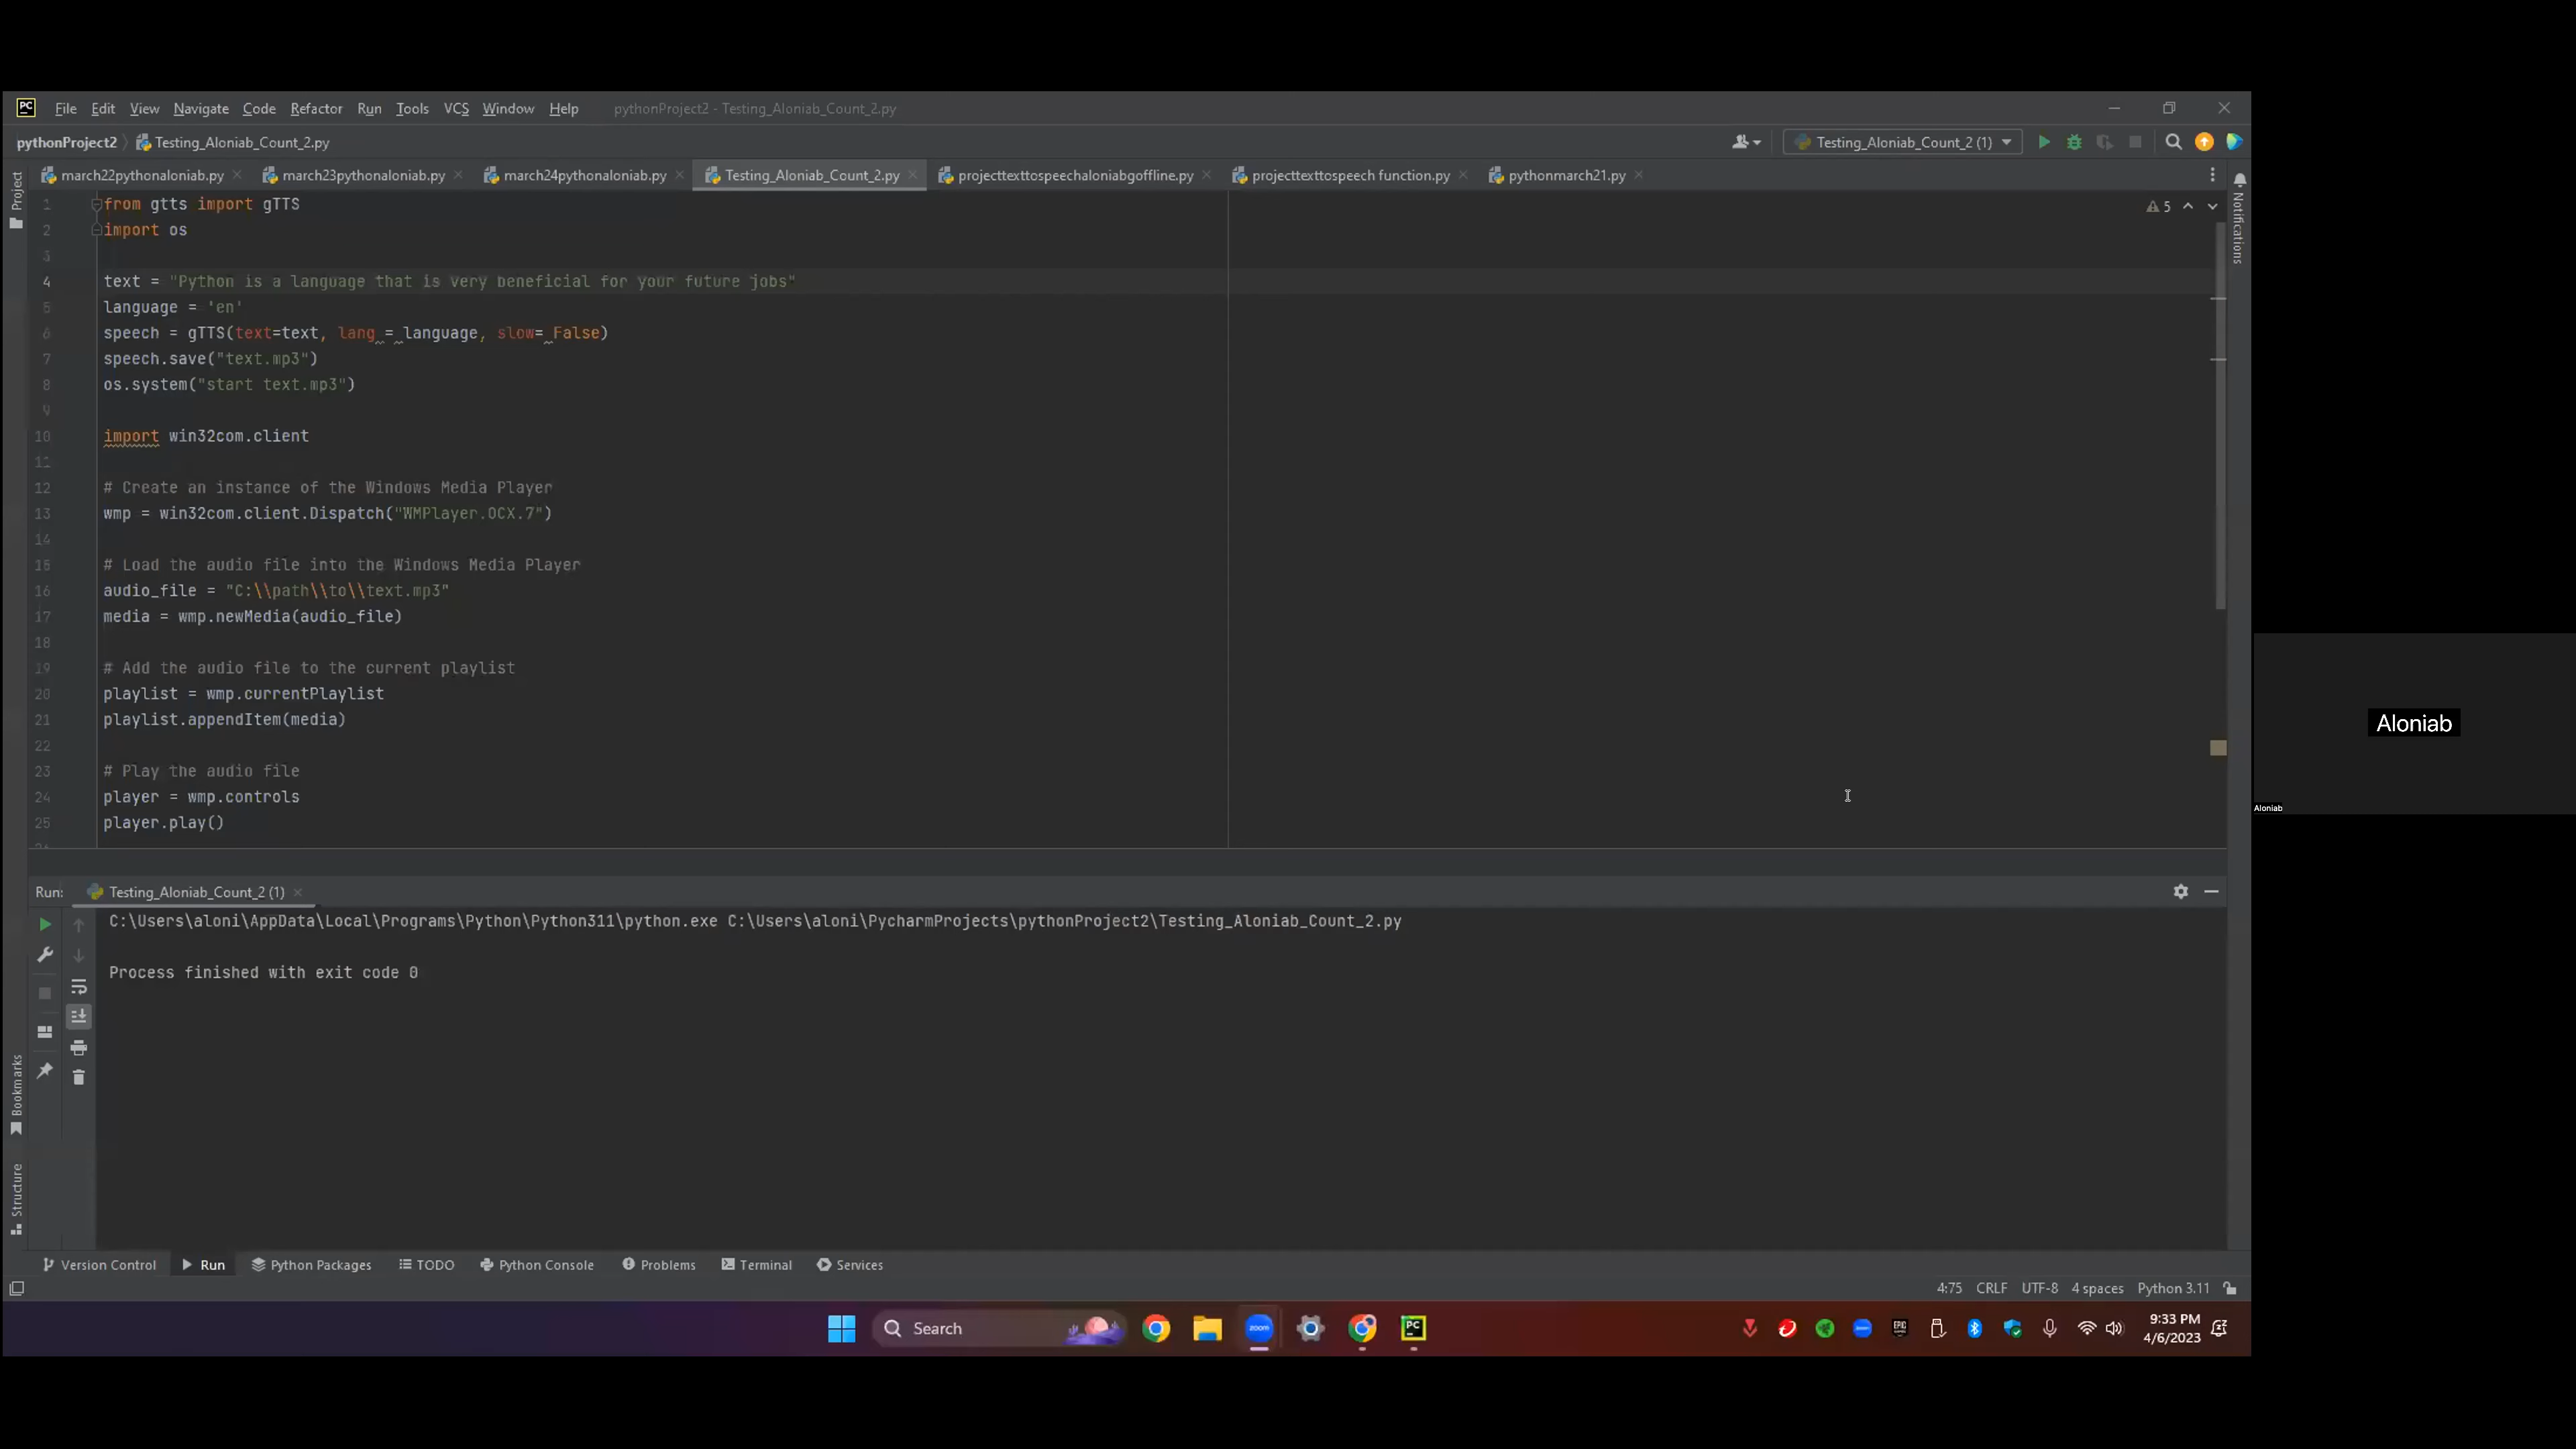 PC File Edit View Navigate Code Refactor Run Tools VCS Window Help pythonProject2 - Testing_Aloniab_Count_2.py
pythonProject2 Testing_Aloniab_Count_2.py Testing_Aloniab_Count_2 (1)
march22pythonaloniab.py march23pythonaloniab.py march24pythonaloniab.py Testing_Aloniab_Count_2.py projecttexttospeechaloniabgoffline.py projecttexttospeech function.py pythonmarch21.py
Project
Notifications
5
1 from gtts import gTTS
2 import os
3
4 text = "Python is a language that is very beneficial for your future jobs"
5 language = 'en'
6 speech = gTTS(text=text, lang = language, slow= False)
7 speech.save("text.mp3")
8 os.system("start text.mp3")
9
10 import win32com.client
11
12 # Create an instance of the Windows Media Player
13 wmp = win32com.client.Dispatch("WMPlayer.OCX.7")
14
15 # Load the audio file into the Windows Media Player
16 audio_file = "C:\\path\\to\\text.mp3"
17 media = wmp.newMedia(audio_file)
18
19 # Add the audio file to the current playlist
20 playlist = wmp.currentPlaylist
21 playlist.appendItem(media)
22
23 # Play the audio file
24 player = wmp.controls
25 player.play()
Aloniab
Aloniab
Run: Testing_Aloniab_Count_2 (1)
C:\Users\aloni\AppData\Local\Programs\Python\Python311\python.exe C:\Users\aloni\PycharmProjects\pythonProject2\Testing_Aloniab_Count_2.py
Process finished with exit code 0
Bookmarks
Structure
Version Control Run Python Packages TODO Python Console Problems Terminal Services
4:75 CRLF UTF-8 4 spaces Python 3.11
Search zoom PC 9:33 PM
4/6/2023